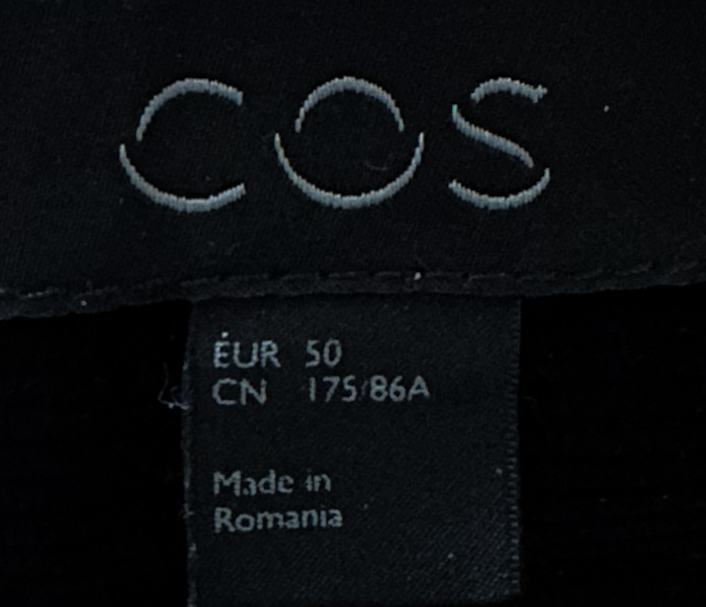 COS
EUR 50
CN 175/86A
Made in
Romania